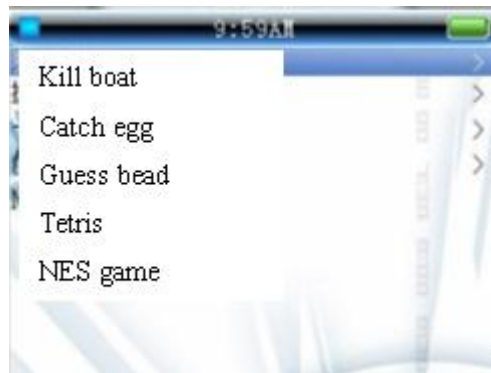 9:59AM
Kill boat
Catch egg
Guess bead
Tetris
NES game